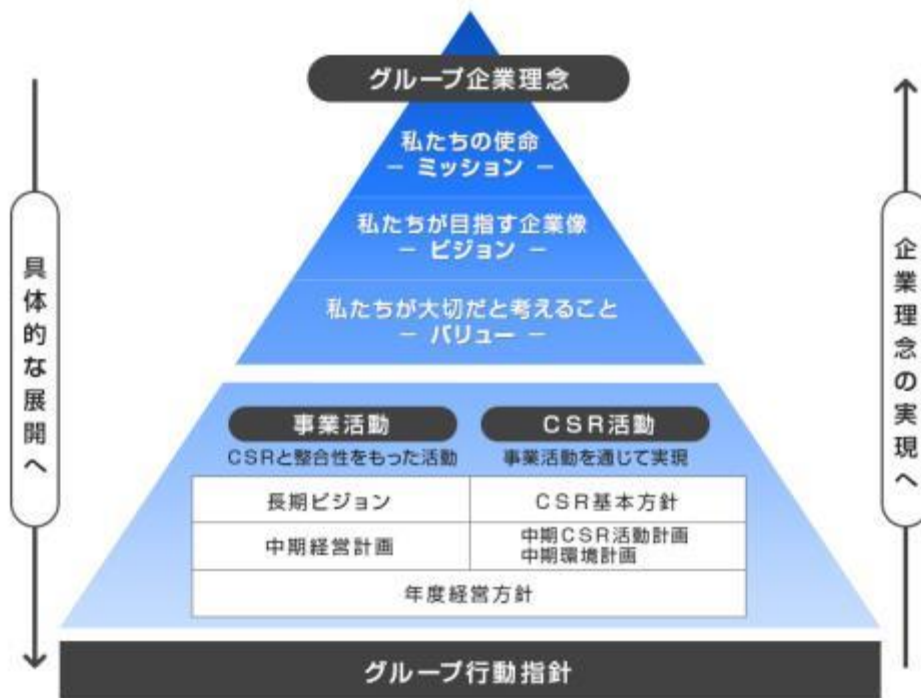 グループ企業理念
私たちの使命
− ミッション −
私たちが目指す企業像
− ビジョン −
私たちが大切だと考えること
− バリュー −
具体的な展開へ
企業理念の実現へ
事業活動
CSRと整合性をもった活動
CSR活動
事業活動を通じて実現
長期ビジョン
CSR基本方針
中期経営計画
中期CSR活動計画
中期環境計画
年度経営方針
グループ行動指針